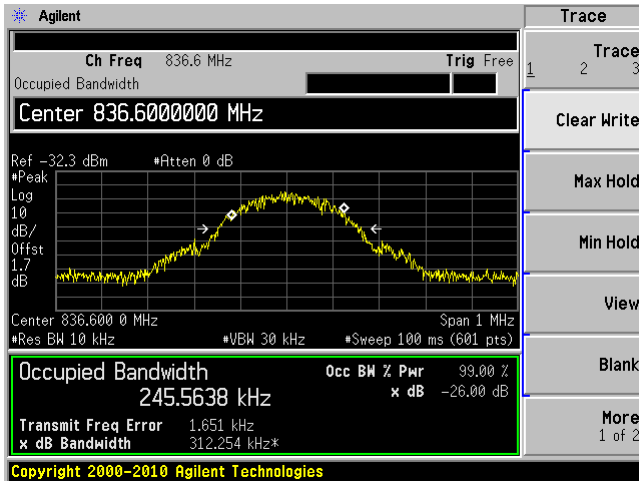 Agilent
Trace
Ch Freq 836.6 MHz Trig Free
Occupied Bandwidth
Center 836.6000000 MHz
Ref -32.3 dBm #Atten 0 dB
#Peak
Log
10
dB/
Offst
1.7
dB
Center 836.600 0 MHz Span 1 MHz
#Res BW 10 kHz #VBW 30 kHz #Sweep 100 ms (601 pts)
Occupied Bandwidth Occ BW % Pwr 99.00 %
245.5638 kHz x dB -26.00 dB
Transmit Freq Error 1.651 kHz
x dB Bandwidth 312.254 kHz*
Copyright 2000-2010 Agilent Technologies
Trace
1 2 3
Clear Write
Max Hold
Min Hold
View
Blank
More
1 of 2